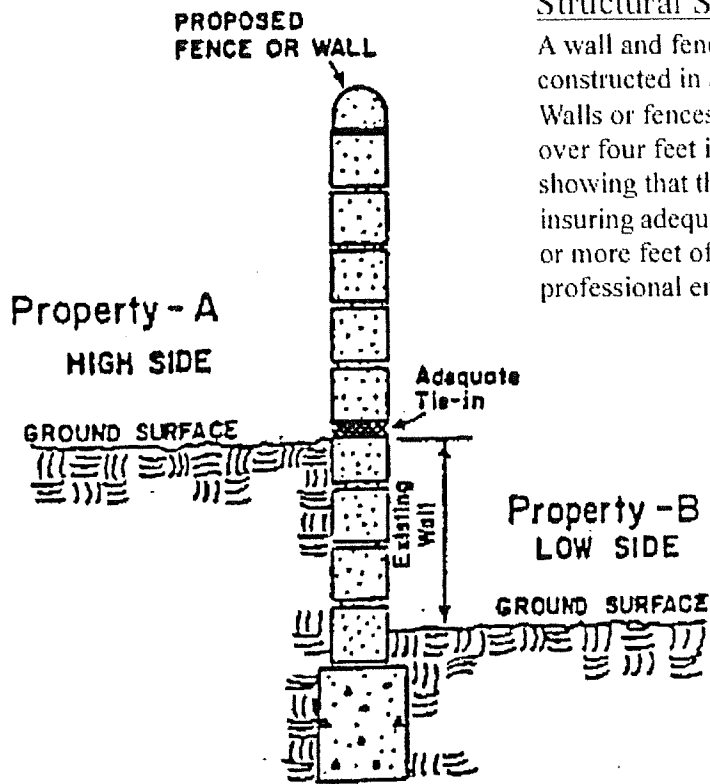 PROPOSED
FENCE OR WALL
Structural S
A wall and fenc
constructed in
Walls or fences
over four feet i
showing that th
insuring adequ
or more feet of
professional en
Property - A
HIGH SIDE
Adequate
Tie-in
GROUND SURFACE
Existing
Wall
Property - B
LOW SIDE
GROUND SURFACE